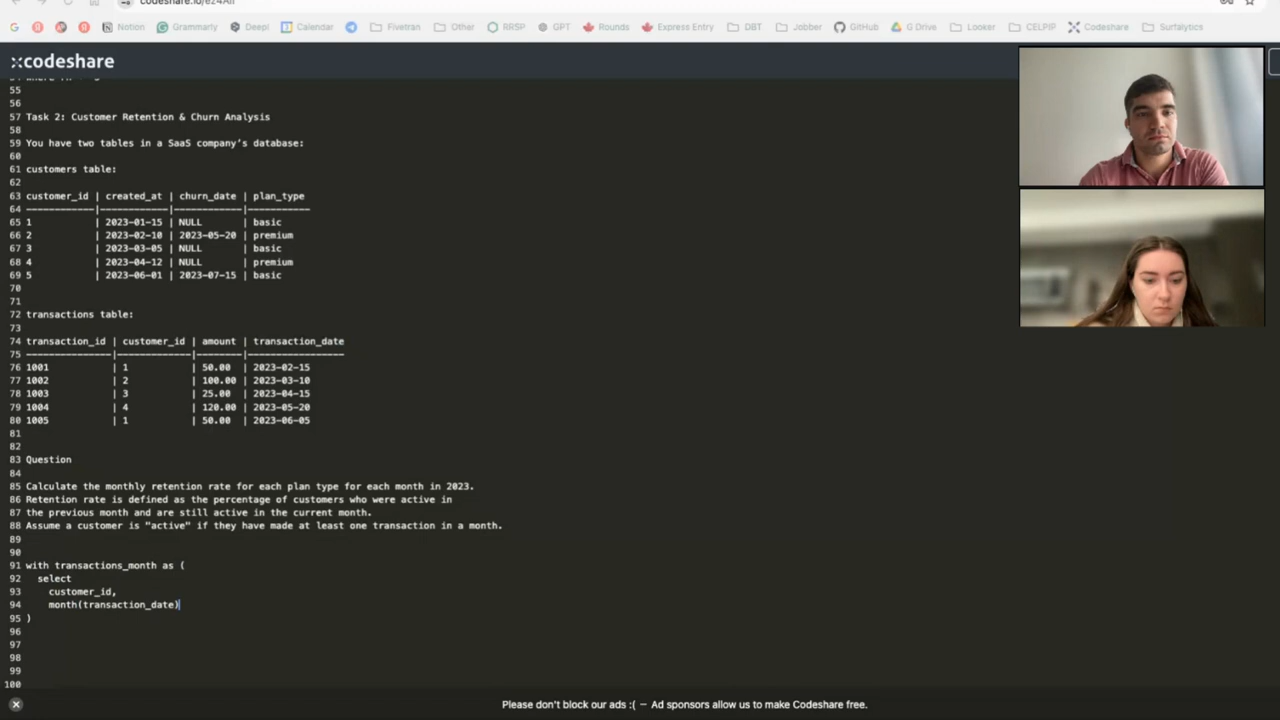 codeshare.io/ez4All
G Notion Grammarly Deepl Calendar Fivetran Other RRSP GPT Rounds Express Entry DBT Jobber GitHub G Drive Looker CELPIP Codeshare Surfalytics
::codeshare
55
56
57 Task 2: Customer Retention & Churn Analysis
58
59 You have two tables in a SaaS company’s database:
60
61 customers table:
62
63 customer_id | created_at | churn_date | plan_type
64 ————————————|————————————|————————————|———————————
65 1 | 2023-01-15 | NULL | basic
66 2 | 2023-02-10 | 2023-05-20 | premium
67 3 | 2023-03-05 | NULL | basic
68 4 | 2023-04-12 | NULL | premium
69 5 | 2023-06-01 | 2023-07-15 | basic
70
71
72 transactions table:
73
74 transaction_id | customer_id | amount | transaction_date
75 ———————————————|—————————————|————————|—————————————————
76 1001 | 1 | 50.00 | 2023-02-15
77 1002 | 2 | 100.00 | 2023-03-10
78 1003 | 3 | 25.00 | 2023-04-15
79 1004 | 4 | 120.00 | 2023-05-20
80 1005 | 1 | 50.00 | 2023-06-05
81
82
83 Question
84
85 Calculate the monthly retention rate for each plan type for each month in 2023.
86 Retention rate is defined as the percentage of customers who were active in
87 the previous month and are still active in the current month.
88 Assume a customer is "active" if they have made at least one transaction in a month.
89
90
91 with transactions_month as (
92 select
93 customer_id,
94 month(transaction_date)
95 )
96
97
98
99
100
Please don't block our ads :( — Ad sponsors allow us to make Codeshare free.